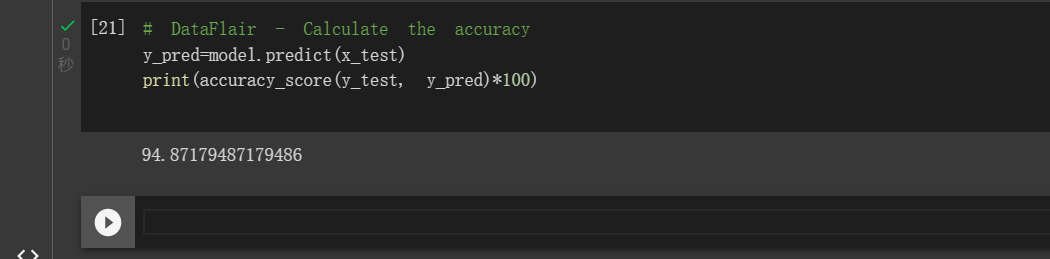 [21] # DataFlair - Calculate the accuracy
0
y_pred=model.predict(x_test)
秒
print(accuracy_score(y_test, y_pred)*100)
94.87179487179486